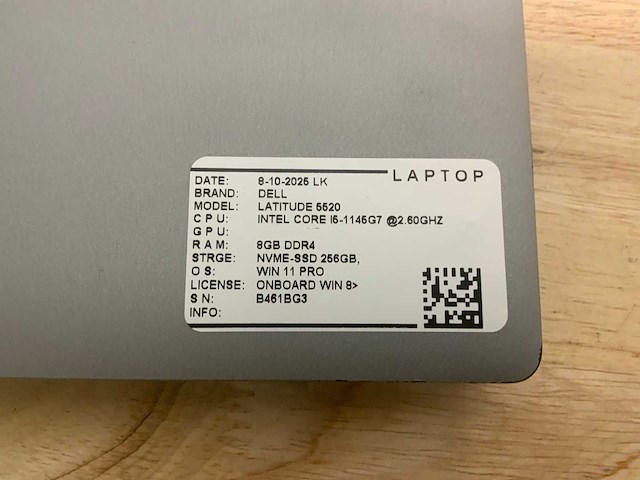 LAPTOP
DATE: 8-10-2025 LK
BRAND: DELL
MODEL: LATITUDE 5520
CPU: INTEL CORE I5-1145G7 @2.60GHZ
GPU:
RAM: 8GB DDR4
STRGE: NVME-SSD 256GB,
OS: WIN 11 PRO
LICENSE: ONBOARD WIN 8>
SN: B461BG3
INFO: